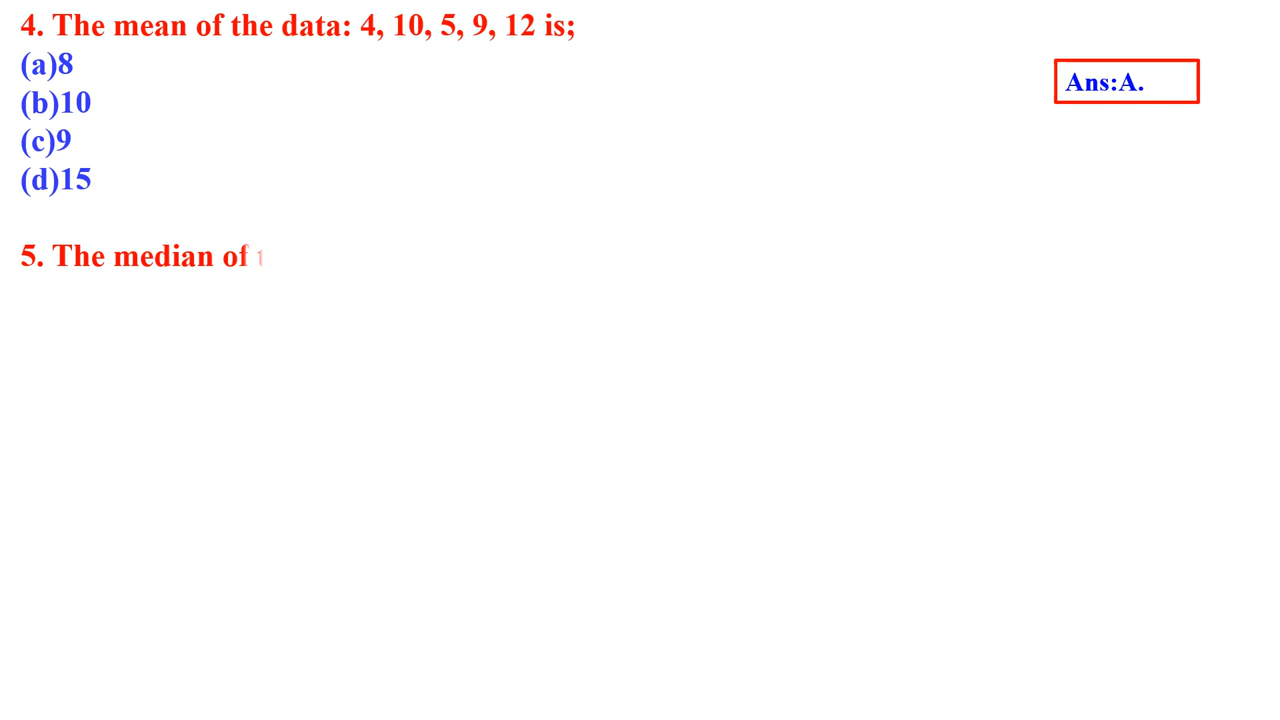 4. The mean of the data: 4, 10, 5, 9, 12 is;
(a)8
Ans:A.
(b)10
(c)9
(d)15
5. The median of